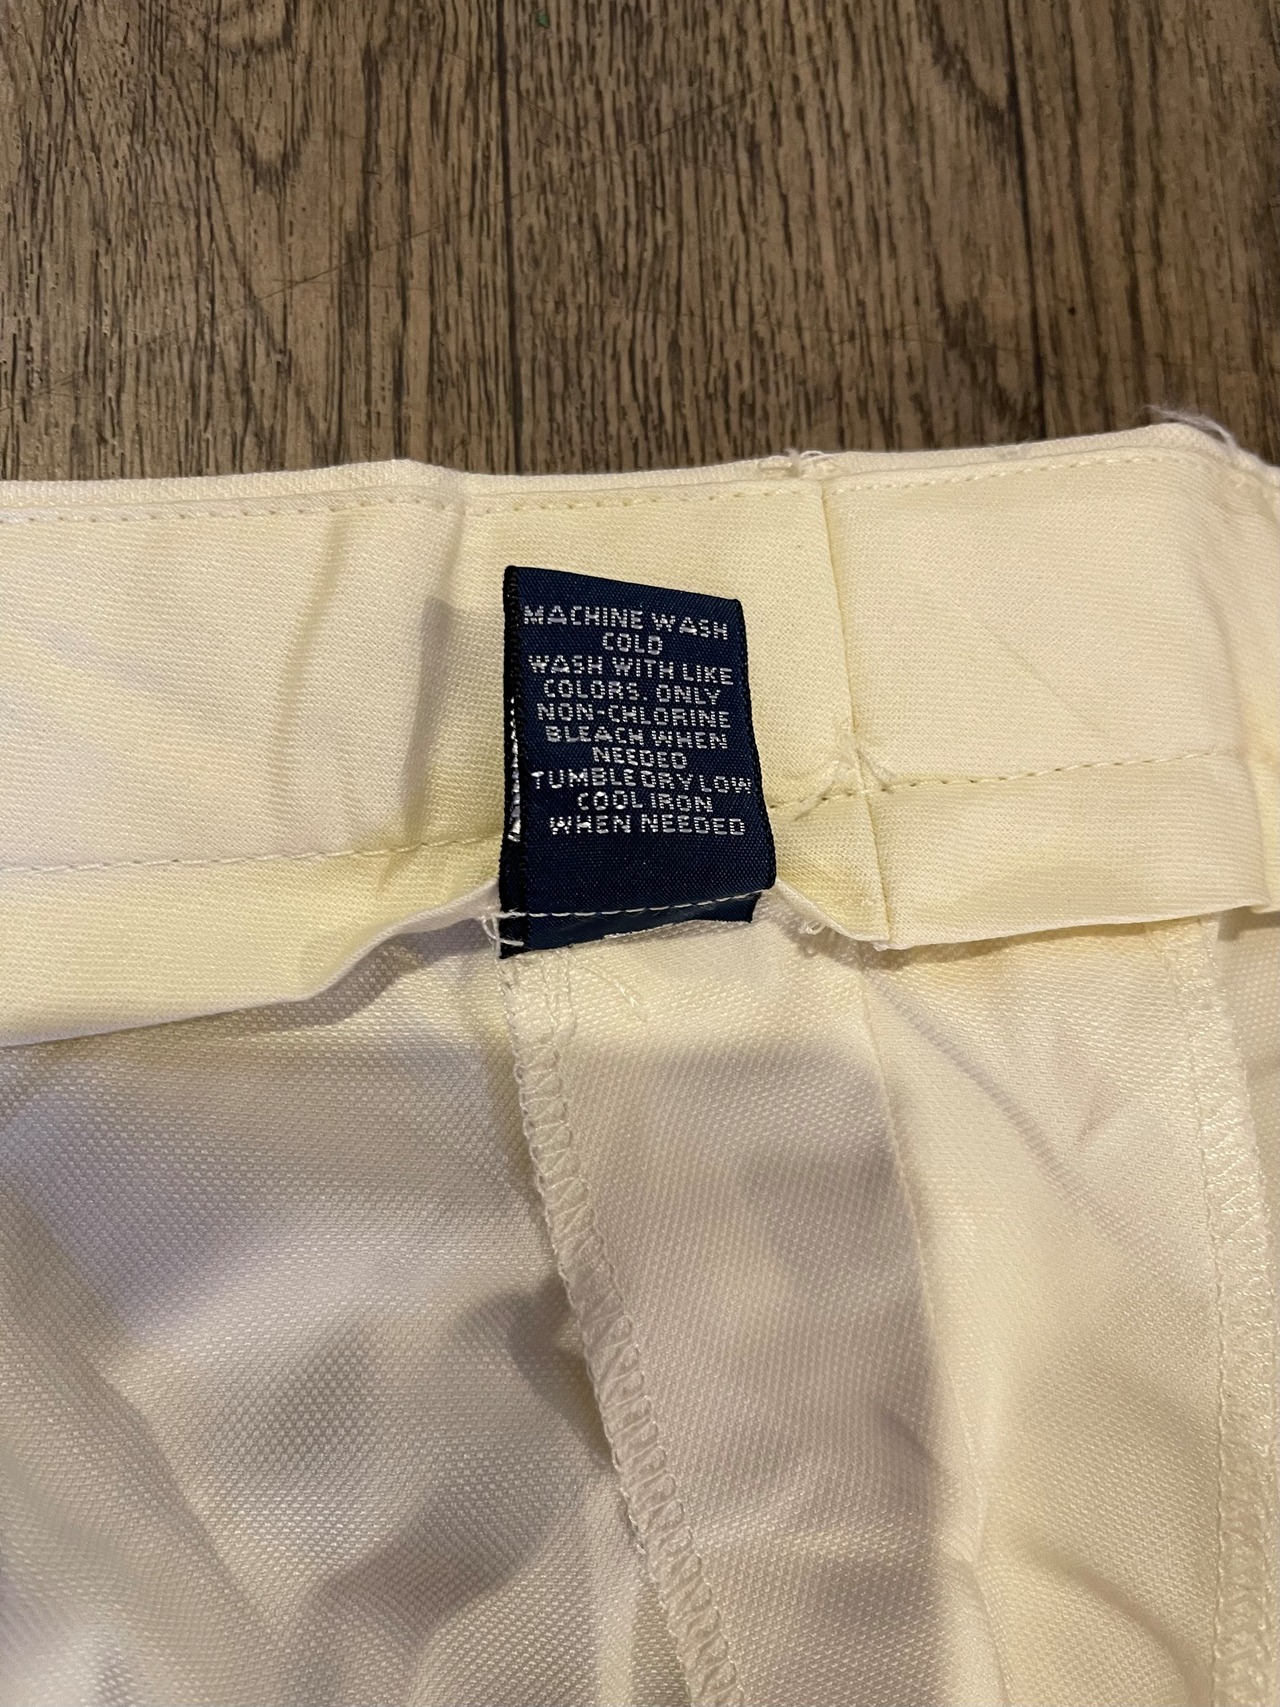 MACHINE WASH
COLD
WASH WITH LIKE
COLORS. ONLY
NON-CHLORINE
BLEACH WHEN
NEEDED
TUMBLE DRY LOW
COOL IRON
WHEN NEEDED